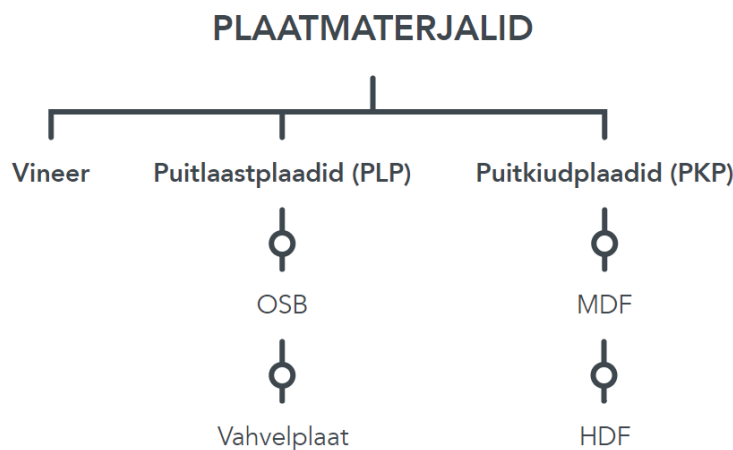 PLAATMATERJALID
Vineer
Puitlaastplaadid (PLP)
Puitkiudplaadid (PKP)
OSB
MDF
Vahvelplaat
HDF